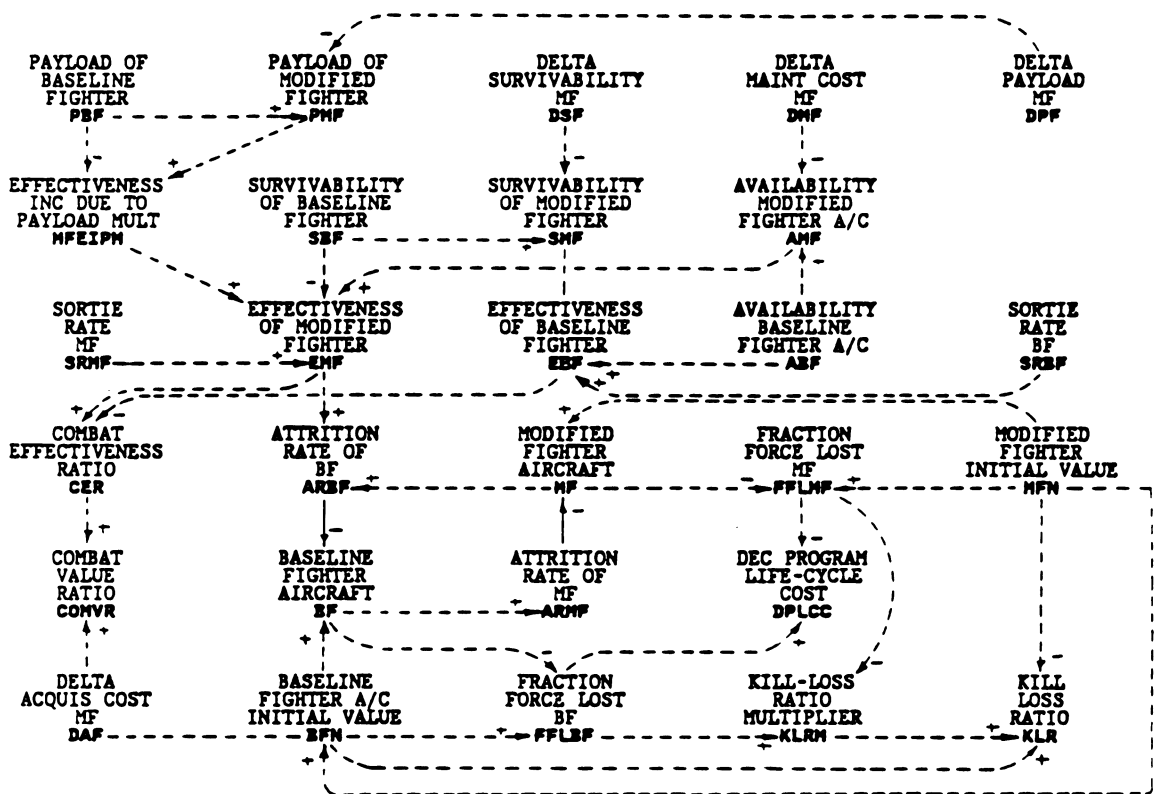 PAYLOAD OF
BASELINE
FIGHTER
PBF
PAYLOAD OF
MODIFIED
FIGHTER
PMF
DELTA
SURVIVABILITY
MF
DSF
DELTA
MAINT COST
MF
DMF
DELTA
PAYLOAD
MF
DPF
EFFECTIVENESS
INC DUE TO
PAYLOAD MULT
MFEIPM
SURVIVABILITY
OF BASELINE
FIGHTER
SBF
SURVIVABILITY
OF MODIFIED
FIGHTER
SMF
AVAILABILITY
MODIFIED
FIGHTER A/C
AMF
SORTIE
RATE
MF
SRMF
EFFECTIVENESS
OF MODIFIED
FIGHTER
EMF
EFFECTIVENESS
OF BASELINE
FIGHTER
EBF
AVAILABILITY
BASELINE
FIGHTER A/C
ABF
SORTIE
RATE
BF
SRBF
COMBAT
EFFECTIVENESS
RATIO
CER
ATTRITION
RATE OF
BF
ARBF
MODIFIED
FIGHTER
AIRCRAFT
MF
FRACTION
FORCE LOST
MF
FFLMF
MODIFIED
FIGHTER
INITIAL VALUE
MFN
COMBAT
VALUE
RATIO
COMVR
BASELINE
FIGHTER
AIRCRAFT
BF
ATTRITION
RATE OF
MF
ARMF
DEC PROGRAM
LIFE-CYCLE
COST
DPLCC
DELTA
ACQUIS COST
MF
DAF
BASELINE
FIGHTER A/C
INITIAL VALUE
BFN
FRACTION
FORCE LOST
BF
FFLBF
KILL-LOSS
RATIO
MULTIPLIER
KLRM
KILL
LOSS
RATIO
KLR